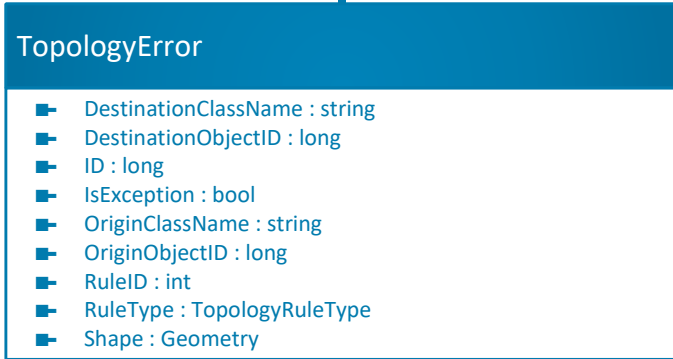 TopologyError
DestinationClassName : string
DestinationObjectID : long
ID : long
IsException : bool
OriginClassName : string
OriginObjectID : long
RuleID : int
RuleType : TopologyRuleType
Shape : Geometry